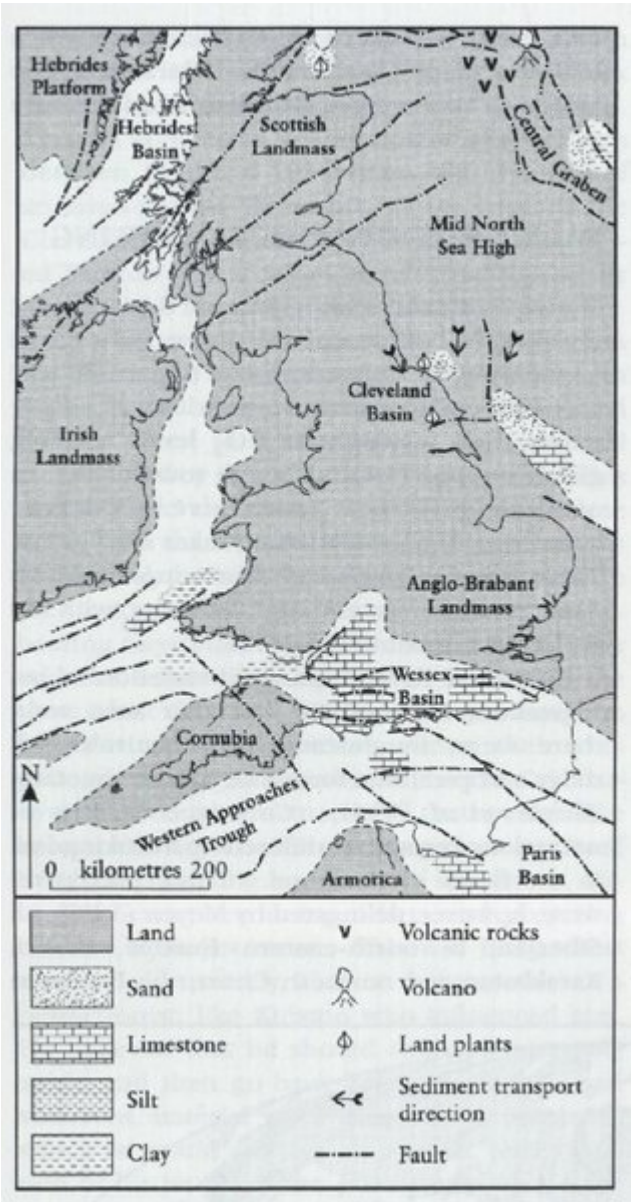 Hebrides
Platform
Hebrides
Basin
Scottish
Landmass
Central Graben
Mid North
Sea High
Cleveland
Basin
Irish
Landmass
Anglo-Brabant
Landmass
Wessex
Basin
Cornubia
N
Western Approaches
Trough
0 kilometres 200
Armorica
Paris
Basin
Land
Sand
Limestone
Silt
Clay
Volcanic rocks
Volcano
Land plants
Sediment transport
direction
Fault